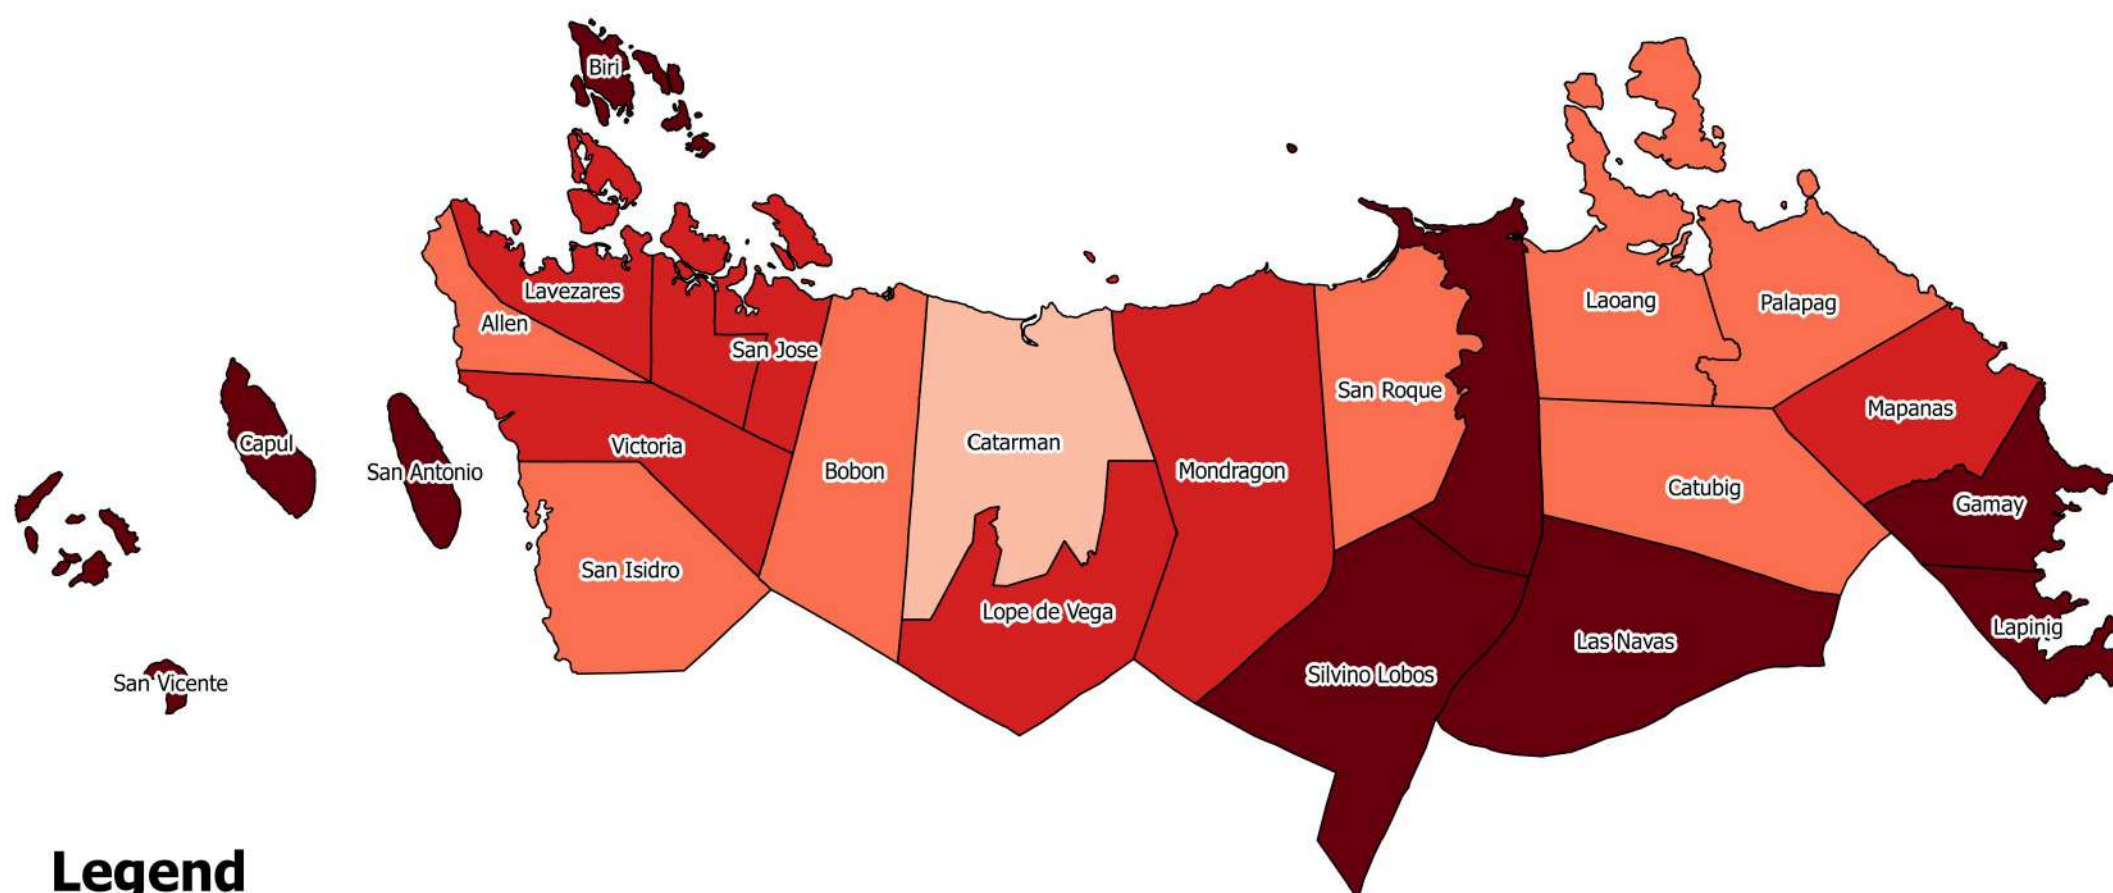 Biri
Lavezares
Allen
San Jose
Laoang
Palapag
San Roque
Mapanas
Capul
San Antonio
Victoria
Bobon
Catarman
Mondragon
Catubig
Gamay
San Isidro
Lope de Vega
Lapinig
Las Navas
Silvino Lobos
San Vicente
Legend